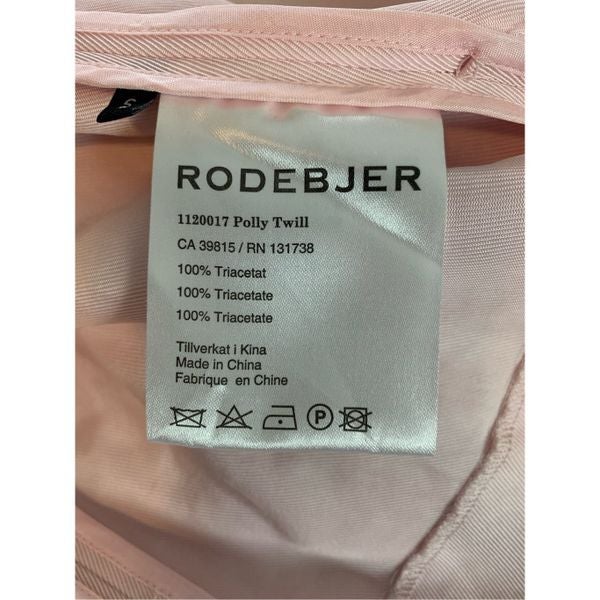 S
RODEBJER
1120017 Polly Twill
CA 39815 / RN 131738
100% Triacetat
100% Triacetate
100% Triacetate
Tillverkat i Kina
Made in China
Fabrique en Chine
P